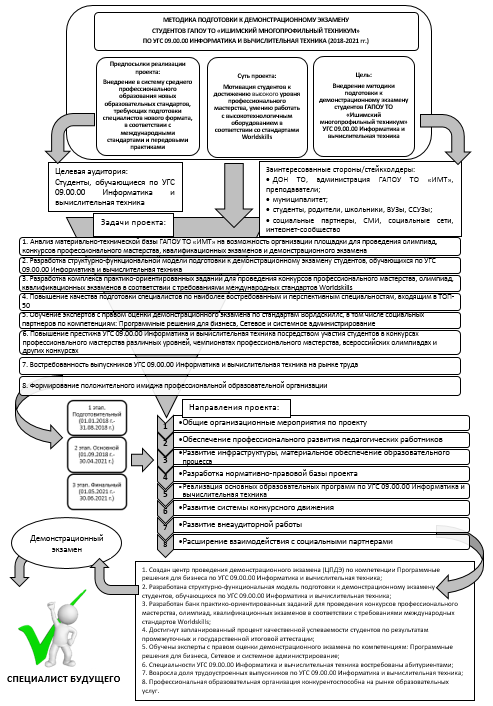 МЕТОДИКА ПОДГОТОВКИ К ДЕМОНСТРАЦИОННОМУ ЭКЗАМЕНУ
СТУДЕНТОВ ГАПОУ ТО «ИШИМСКИЙ МНОГОПРОФИЛЬНЫЙ ТЕХНИКУМ»
ПО УГС 09.00.00 ИНФОРМАТИКА И ВЫЧИСЛИТЕЛЬНАЯ ТЕХНИКА (2018-2021 гг.)
Предпосылки реализации
проекта:
Внедрение в систему среднего
профессионального
образования новых
образовательных стандартов,
требующих подготовки
специалистов нового формата,
в соответствии с
международными
стандартами и передовыми
практиками
Суть проекта:
Мотивация студентов к
достижению высокого уровня
профессионального
мастерства, умению работать
с высокотехнологичным
оборудованием в
соответствии со стандартами
Worldskills
Цель:
Внедрение методики
подготовки к
демонстрационному экзамену
студентов ГАПОУ ТО
«Ишимский
многопрофильный техникум»
УГС 09.00.00 Информатика и
вычислительная техника
Целевая аудитория:
Студенты, обучающиеся по УГС
09.00.00 Информатика и
вычислительная техника
Заинтересованные стороны/стейкхолдеры:
• ДОН ТО, администрация ГАПОУ ТО «ИМТ»,
преподаватели;
• муниципалитет;
• студенты, родители, школьники, ВУЗы, ССУЗы;
• социальные партнеры, СМИ, социальные сети,
интернет-сообщество
Задачи проекта:
1. Анализ материально-технической базы ГАПОУ ТО «ИМТ» на возможность организации площадки для проведения олимпиад,
конкурсов профессионального мастерства, квалификационных экзаменов и демонстрационного экзамена
2. Разработка структурно-функциональной модели подготовки к демонстрационному экзамену студентов, обучающихся по УГС
09.00.00 Информатика и вычислительная техника
3. Разработка комплекса практико-ориентированных заданий для проведения конкурсов профессионального мастерства, олимпиад,
квалификационных экзаменов в соответствии с требованиями международных стандартов Worldskills
4. Повышение качества подготовки специалистов по наиболее востребованным и перспективным специальностям, входящим в ТОП-
50
5. Обучение экспертов с правом оценки демонстрационного экзамена по стандартам Ворлдскиллс, в том числе социальных
партнеров по компетенциям: Программные решения для бизнеса, Сетевое и системное администрирование
6. Повышение престижа УГС 09.00.00 Информатика и вычислительная техника посредством участия студентов в конкурсах
профессионального мастерства различных уровней, чемпионатах профессионального мастерства, всероссийских олимпиадах и
других конкурсах
7. Востребованность выпускников УГС 09.00.00 Информатика и вычислительная техника на рынке труда
8. Формирование положительного имиджа профессиональной образовательной организации
Направления проекта:
1 этап.
Подготовительный
(01.01.2018 г.-
31.08.2018 г.)
2 этап. Основной
(01.09.2018 г.-
30.04.2021 г.)
3 этап. Финальный
(01.05.2021 г.-
30.06.2021 г.)
1 •Общие организационные мероприятия по проекту
2 •Обеспечение профессионального развития педагогических работников
3 •Развитие инфраструктуры, материальное обеспечение образовательного
процесса
4 •Разработка нормативно-правовой базы проекта
5 •Реализация основных образовательных программ по УГС 09.00.00 Информатика и
вычислительная техника
6 •Развитие системы конкурсного движения
•Развитие внеаудиторной работы
•Расширение взаимодействия с социальными партнерами
Демонстрационный
экзамен
1. Создан центр проведения демонстрационного экзамена (ЦПДЭ) по компетенции Программные
решения для бизнеса по УГС 09.00.00 Информатика и вычислительная техника;
2. Разработана структурно-функциональная модель подготовки к демонстрационному экзамену
студентов, обучающихся по УГС 09.00.00 Информатика и вычислительная техника;
3. Разработан банк практико-ориентированных заданий для проведения конкурсов профессионального
мастерства, олимпиад, квалификационных экзаменов в соответствии с требованиями международных
стандартов Worldskills;
4. Достигнут запланированный процент качественной успеваемости студентов по результатам
промежуточных и государственной итоговой аттестации;
5. Обучены эксперты с правом оценки демонстрационного экзамена по компетенциям: Программные
решения для бизнеса, Сетевое и системное администрирование;
6. Специальности УГС 09.00.00 Информатика и вычислительная техника востребованы абитуриентами;
7. Возросла доля трудоустроенных выпускников по УГС 09.00.00 Информатика и вычислительная техника;
8. Профессиональная образовательная организация конкурентоспособна на рынке образовательных
услуг.
СПЕЦИАЛИСТ БУДУЩЕГО